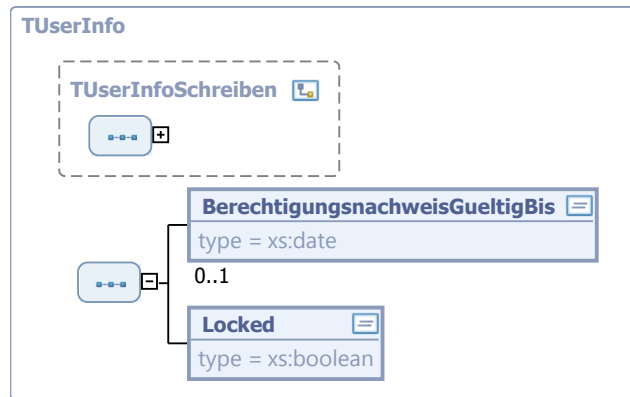 TUserInfo
TUserInfoSchreiben
BerechtigungsnachweisGueltigBis
type = xs:date
0..1
Locked
type = xs:boolean